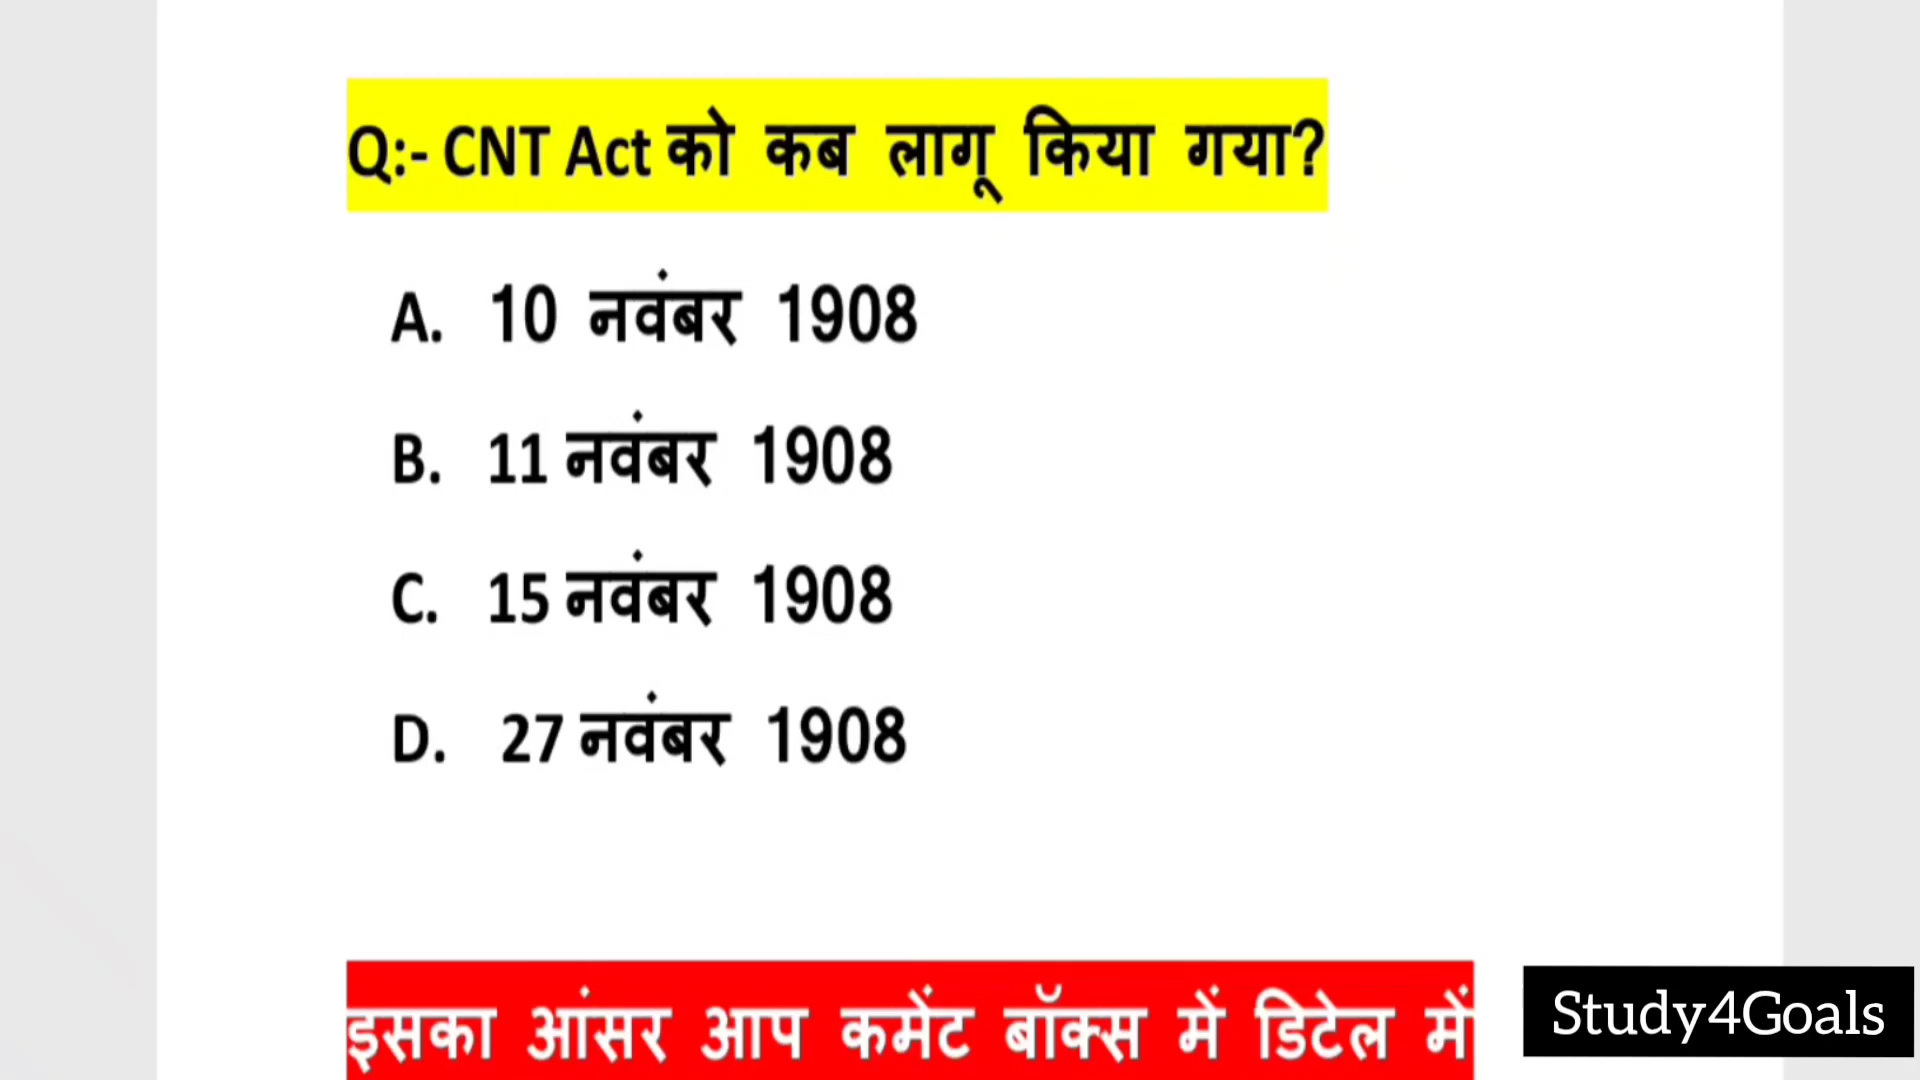 Q:- CNT Act को कब लागू किया गया?
A. 10 नवंबर 1908
B. 11 नवंबर 1908
C. 15 नवंबर 1908
D. 27 नवंबर 1908
इसका आंसर आप कमेंट बॉक्स में डिटेल में
Study4Goals